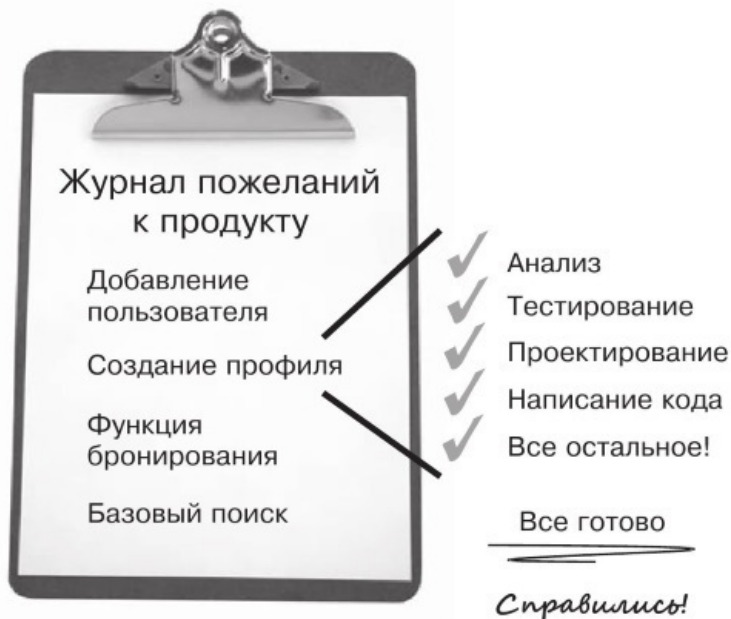 Журнал пожеланий
к продукту
Добавление
пользователя
Создание профиля
Функция
бронирования
Базовый поиск
Анализ
Тестирование
Проектирование
Написание кода
Все остальное!
Все готово
Справились!